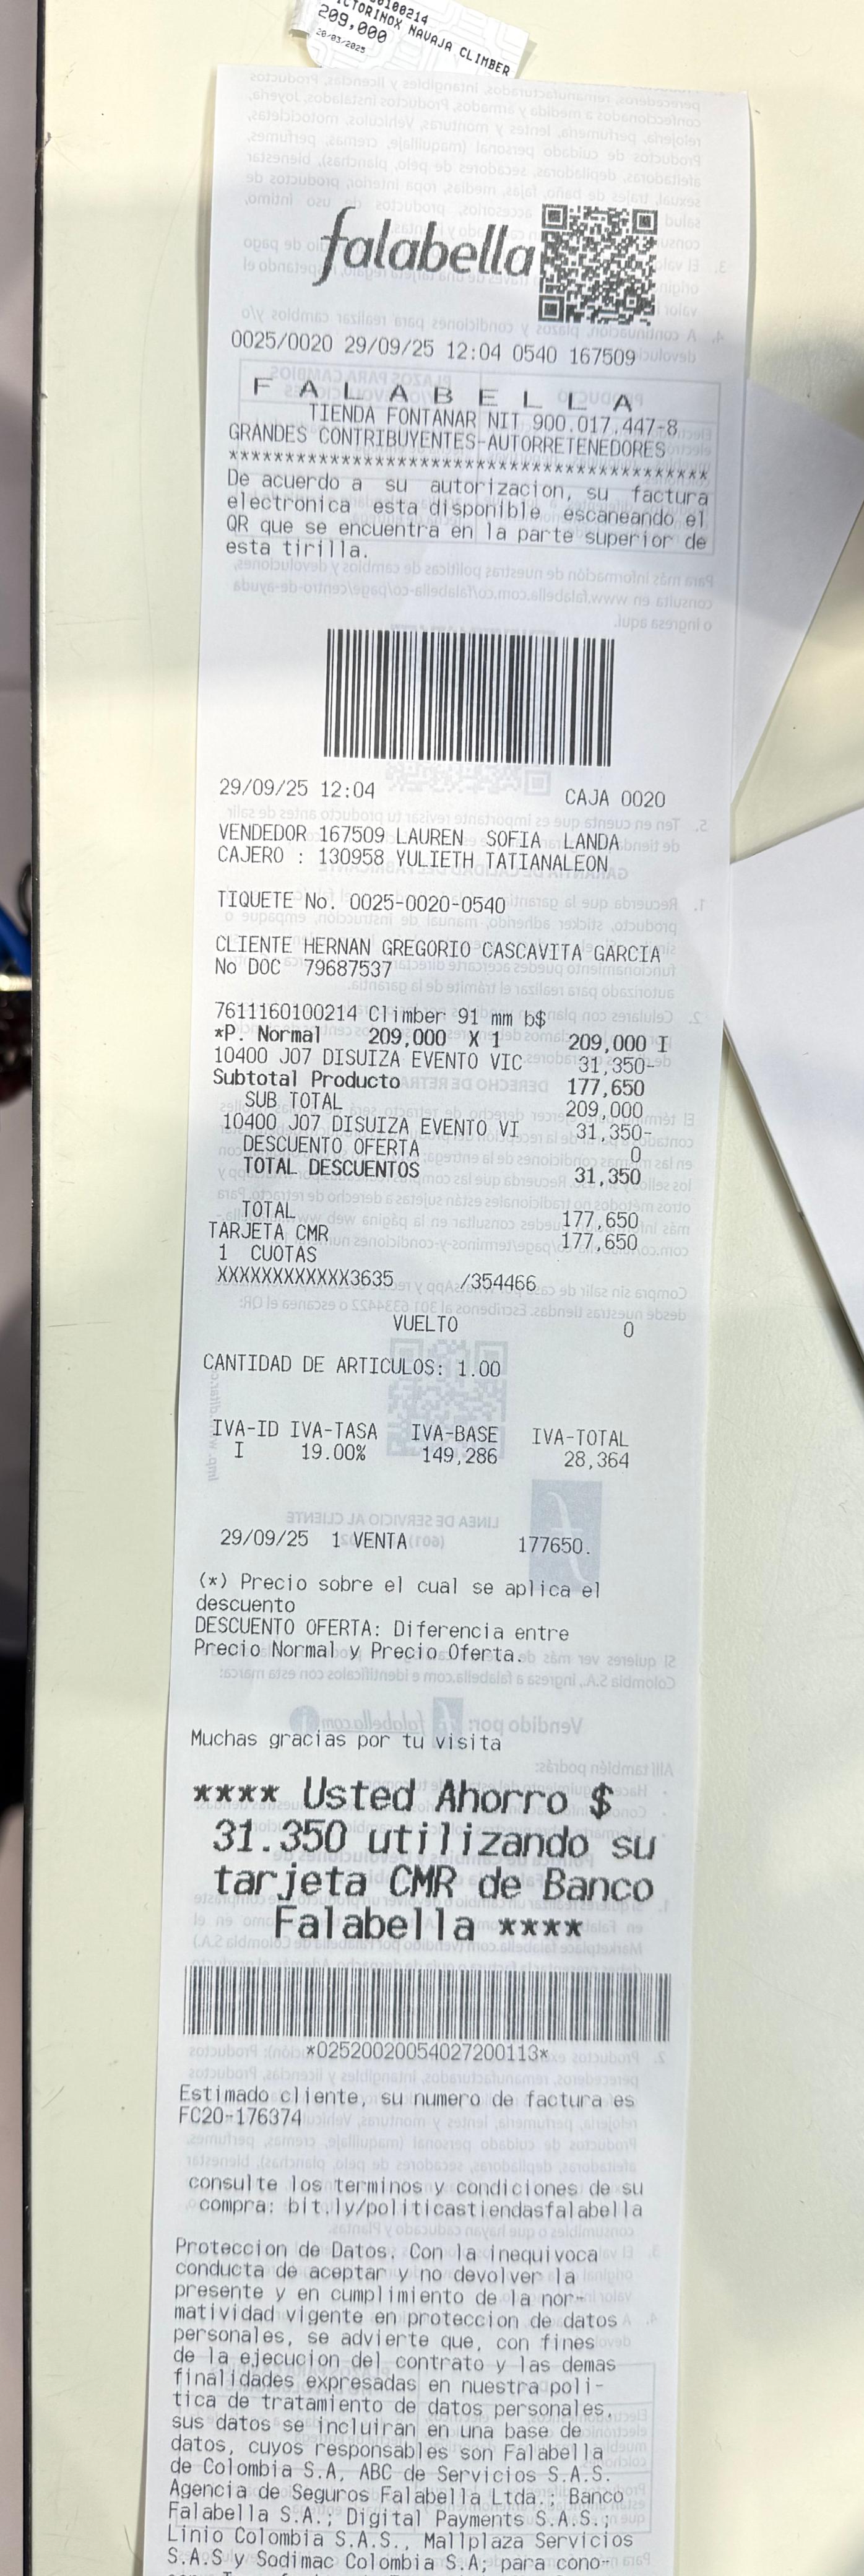 100214
VICTORINOX NAVAJA CLIMBER
209,000
20/03/2025
falabella
0025/0020 29/09/25 12:04 0540 167509
F A L A B E L L A
TIENDA FONTANAR NIT 900.017.447-8
GRANDES CONTRIBUYENTES-AUTORRETENEDORES
******************************************
De acuerdo a su autorizacion, su factura
electronica esta disponible escaneando el
QR que se encuentra en la parte superior de
esta tirilla.
29/09/25 12:04 CAJA 0020
VENDEDOR 167509 LAUREN SOFIA LANDA
CAJERO : 130958 YULIETH TATIANALEON
TIQUETE No. 0025-0020-0540
CLIENTE HERNAN GREGORIO CASCAVITA GARCIA
No DOC 79687537
7611160100214 Climber 91 mm b$
*P. Normal 209,000 X 1 209,000 I
10400 J07 DISUIZA EVENTO VIC 31,350-
Subtotal Producto 177,650
SUB TOTAL 209,000
10400 J07 DISUIZA EVENTO VI 31,350-
DESCUENTO OFERTA 0
TOTAL DESCUENTOS 31,350
TOTAL 177,650
TARJETA CMR 177,650
1 CUOTAS
XXXXXXXXXXXX3635 /354466
VUELTO 0
CANTIDAD DE ARTICULOS: 1.00
IVA-ID IVA-TASA IVA-BASE IVA-TOTAL
I 19.00% 149,286 28,364
29/09/25 1 VENTA 177650.
(*) Precio sobre el cual se aplica el
descuento
DESCUENTO OFERTA: Diferencia entre
Precio Normal y Precio Oferta.
Muchas gracias por tu visita
**** Usted Ahorro $
31.350 utilizando su
tarjeta CMR de Banco
Falabella ****
*02520020054027200113*
Estimado cliente, su numero de factura es
FC20-176374
consulte los terminos y condiciones de su
compra: bit.ly/politicastiendasfalabella
Proteccion de Datos. Con la inequivoca
conducta de aceptar y no devolver la
presente y en cumplimiento de la nor-
matividad vigente en proteccion de datos
personales, se advierte que, con fines
de la ejecucion del contrato y las demas
finalidades expresadas en nuestra poli-
tica de tratamiento de datos personales,
sus datos se incluiran en una base de
datos, cuyos responsables son Falabella
de Colombia S.A, ABC de Servicios S.A.S.
Agencia de Seguros Falabella Ltda.; Banco
Falabella S.A.; Digital Payments S.A.S.;
Linio Colombia S.A.S., Mallplaza Servicios
S.A.S y Sodimac Colombia S.A; para cono-